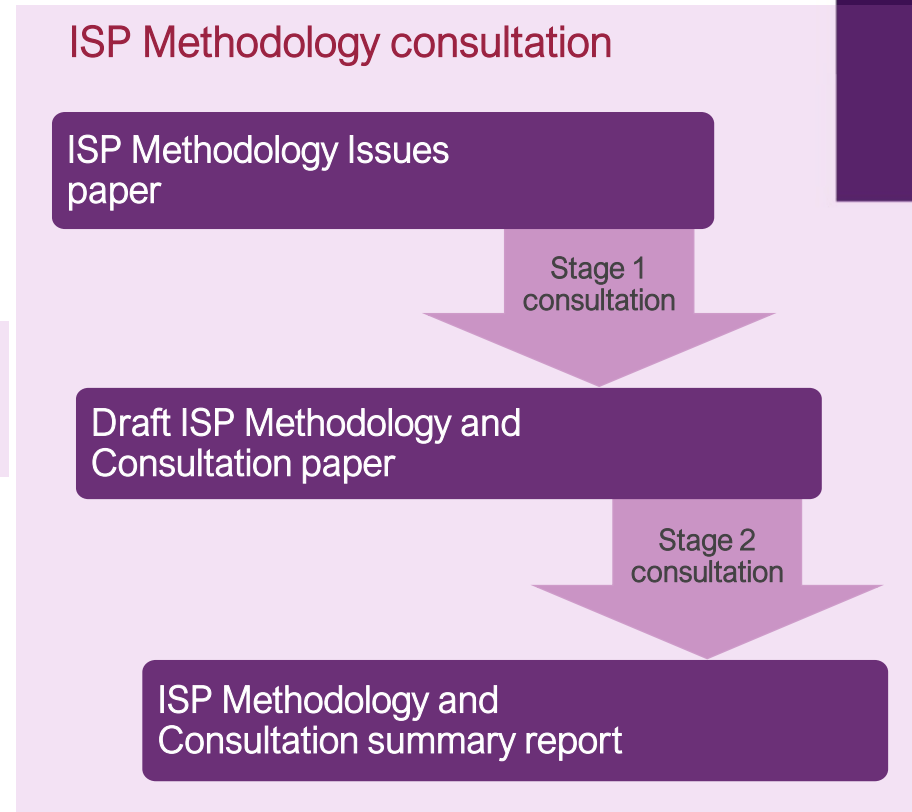 ISP Methodology consultation
ISP Methodology Issues
paper
Stage 1
consultation
Draft ISP Methodology and
Consultation paper
Stage 2
consultation
ISP Methodology and
Consultation summary report